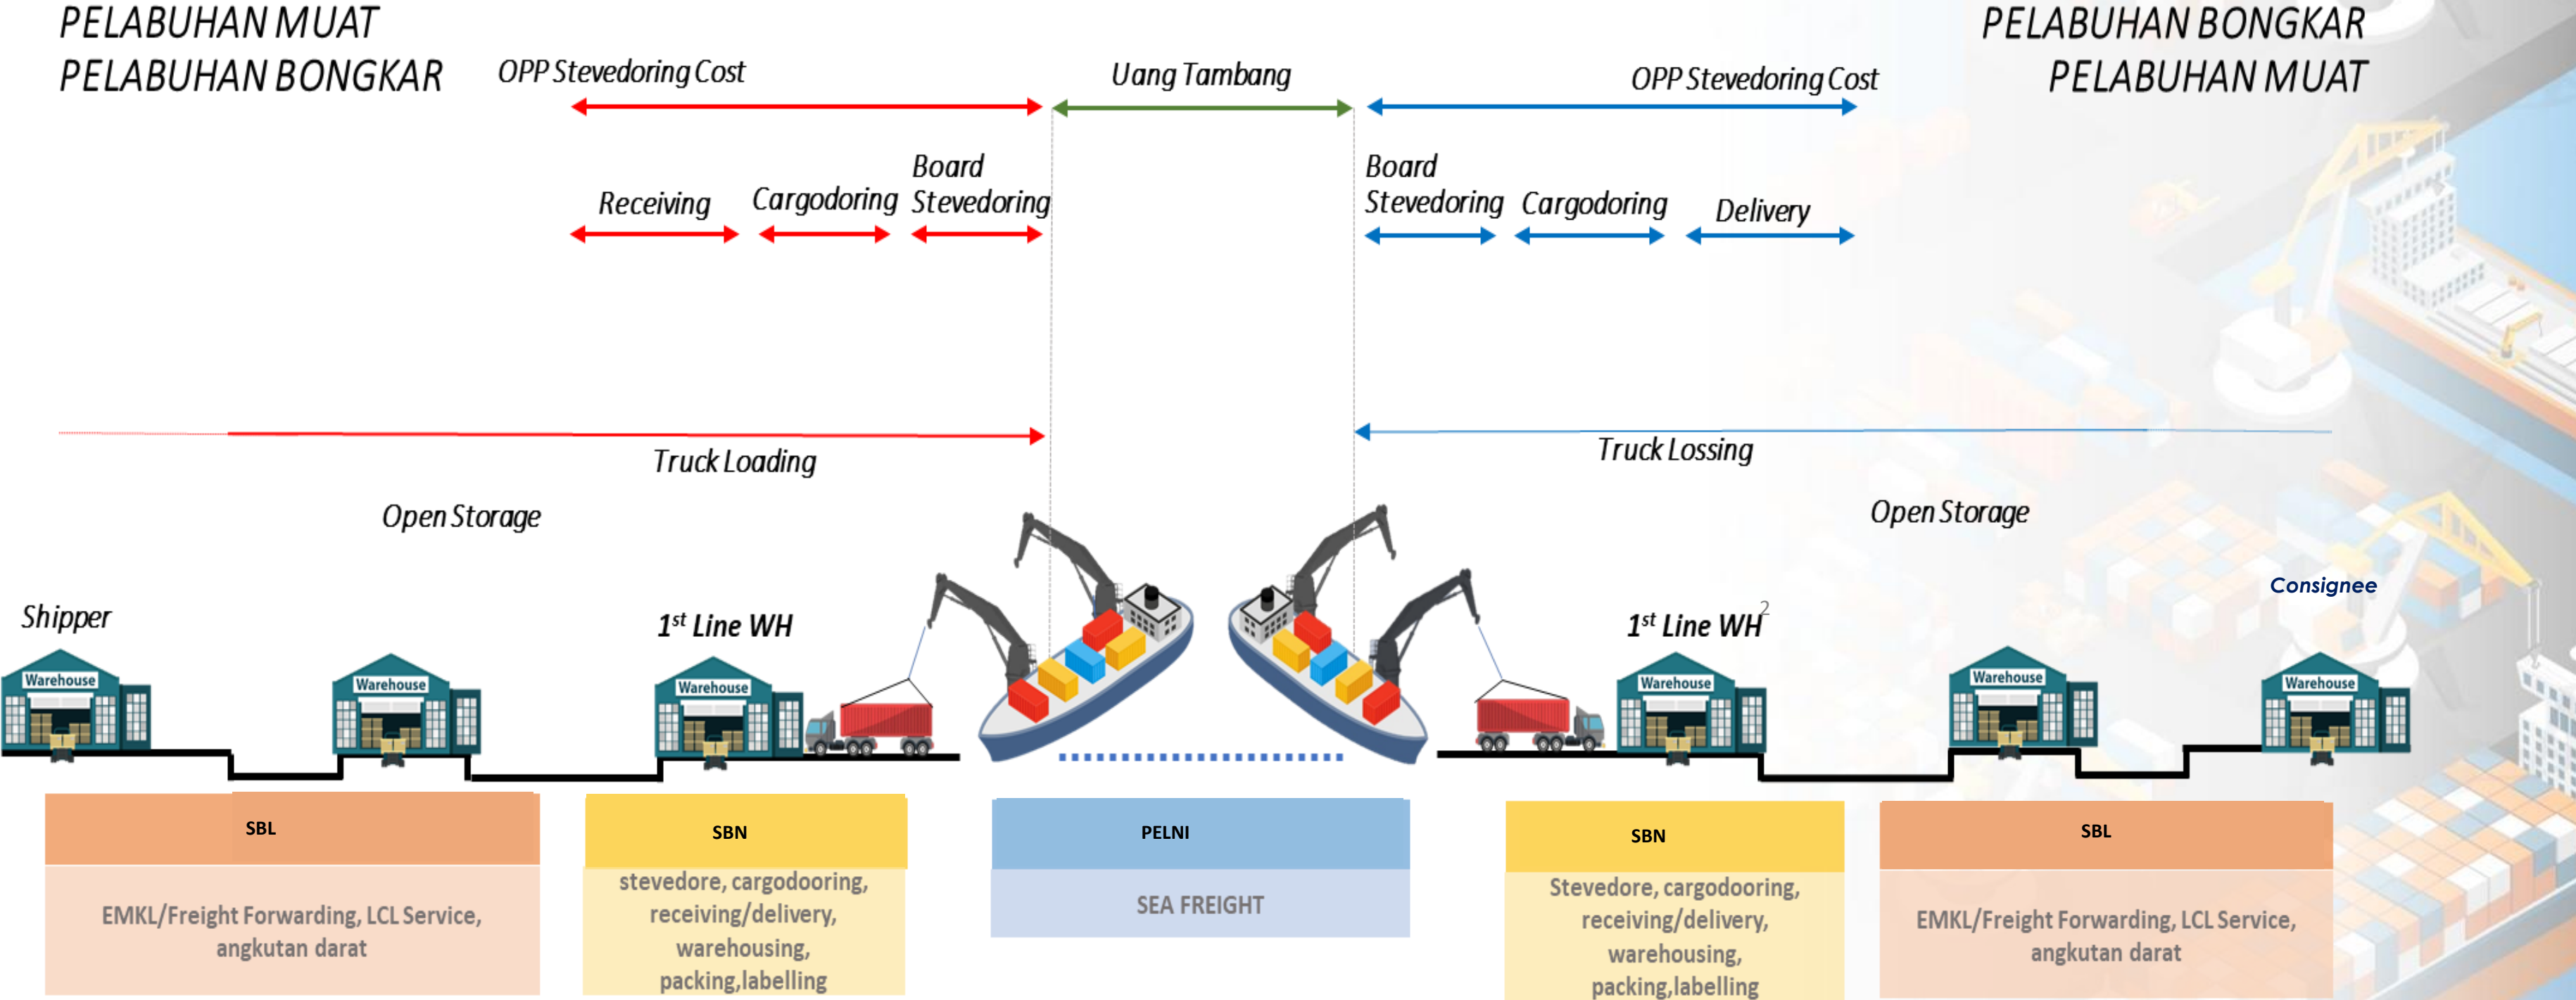 PELABUHAN MUAT
PELABUHAN BONGKAR
PELABUHAN BONGKAR
PELABUHAN MUAT
OPP Stevedoring Cost
Uang Tambang
OPP Stevedoring Cost
Receiving
Cargodoring
Board
Stevedoring
Board
Stevedoring
Cargodoring
Delivery
Truck Loading
Truck Lossing
Open Storage
Open Storage
Shipper
1st Line WH
1st Line WH
2
Consignee
Warehouse
Warehouse
Warehouse
Warehouse
Warehouse
Warehouse
SBL
EMKL/Freight Forwarding, LCL Service,
angkutan darat
SBN
stevedore, cargodooring,
receiving/delivery,
warehousing,
packing,labelling
PELNI
SEA FREIGHT
SBN
Stevedore, cargodooring,
receiving/delivery,
warehousing,
packing,labelling
SBL
EMKL/Freight Forwarding, LCL Service,
angkutan darat